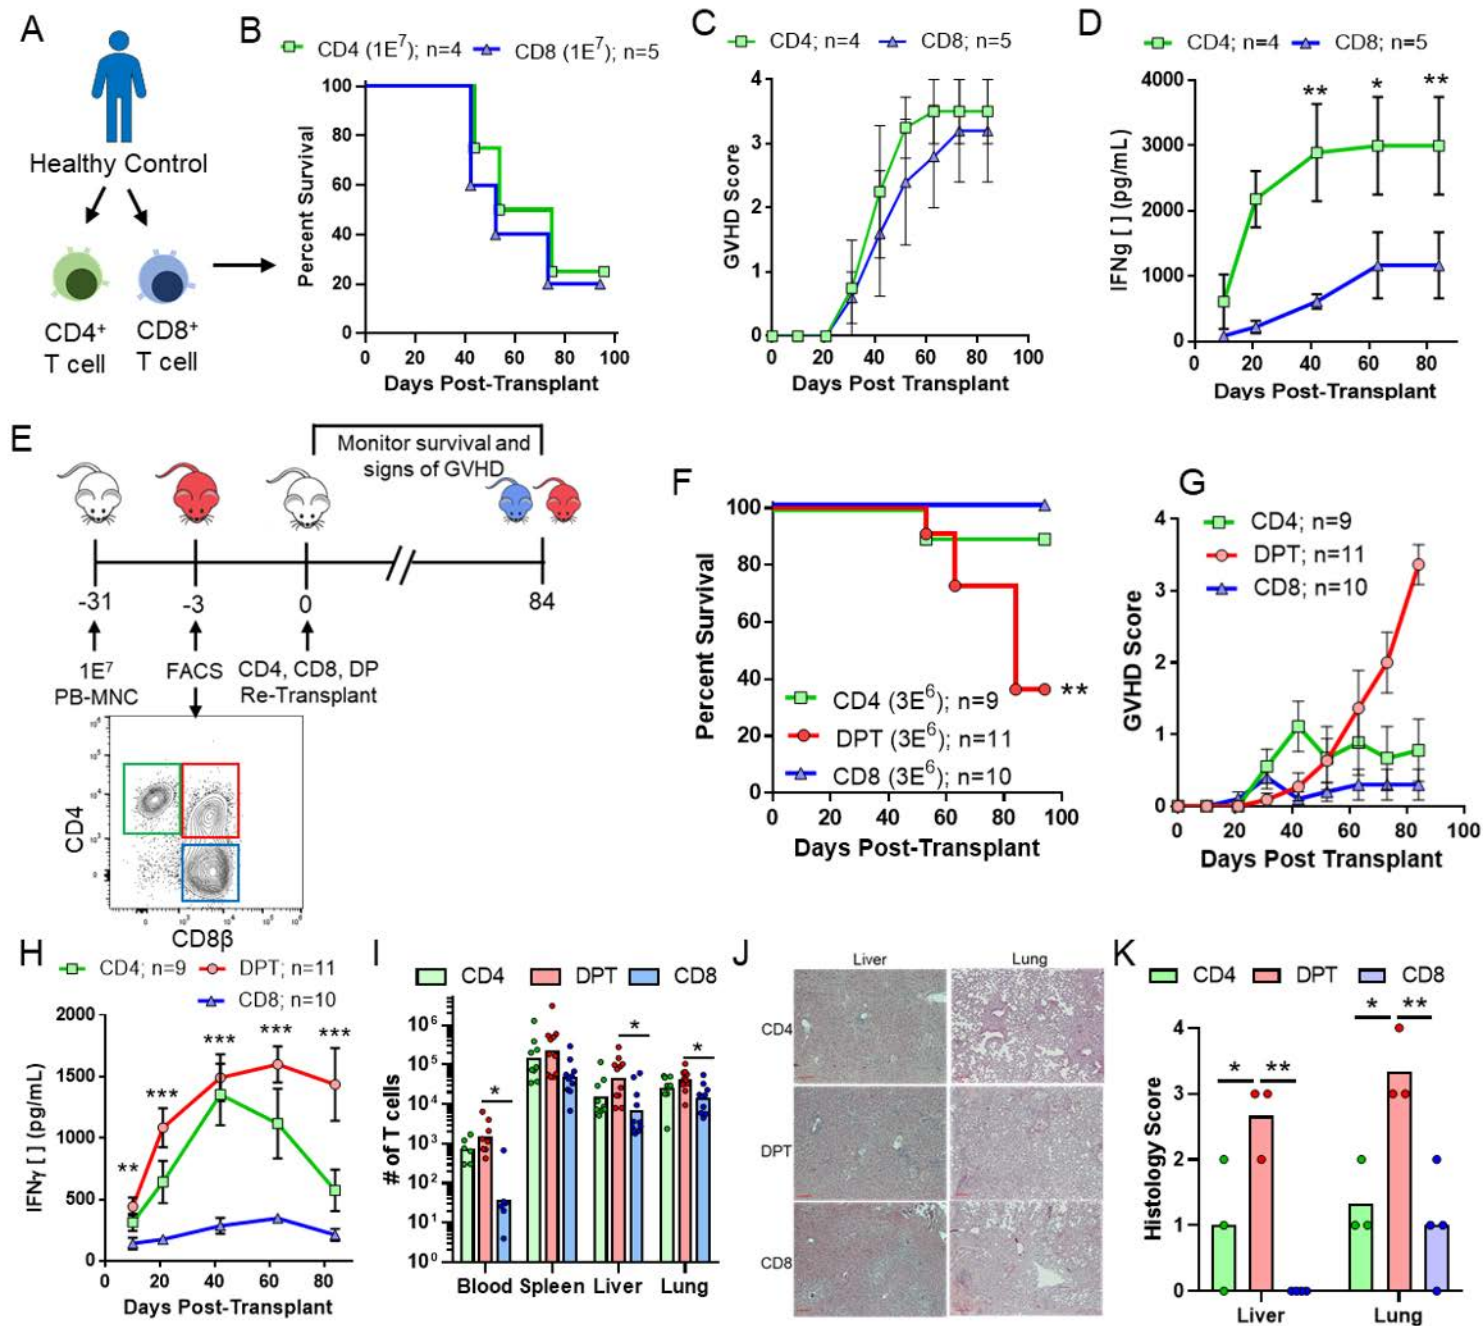 A
Healthy Control
CD4⁺
T cell
CD8⁺
T cell
B
CD4 (1E⁷); n=4
CD8 (1E⁷); n=5
Percent Survival
100
80
60
40
20
0
0 20 40 60 80 100
Days Post-Transplant
C
CD4; n=4
CD8; n=5
GVHD Score
4
3
2
1
0
0 20 40 60 80 100
Days Post Transplant
D
CD4; n=4
CD8; n=5
IFNg [ ] (pg/mL)
4000
3000
2000
1000
0
** * **
0 20 40 60 80
Days Post-Transplant
E
Monitor survival and
signs of GVHD
-31 -3 0 84
1E⁷
PB-MNC
FACS
CD4, CD8, DP
Re-Transplant
CD4
CD8β
F
Percent Survival
100
80
60
40
20
0
**
CD4 (3E⁶); n=9
DPT (3E⁶); n=11
CD8 (3E⁶); n=10
0 20 40 60 80 100
Days Post-Transplant
G
CD4; n=9
DPT; n=11
CD8; n=10
GVHD Score
4
3
2
1
0
0 20 40 60 80 100
Days Post Transplant
H
CD4; n=9
DPT; n=11
CD8; n=10
IFNγ [ ] (pg/mL)
2000
1500
1000
500
0
** *** *** *** ***
0 20 40 60 80
Days Post-Transplant
I
CD4 DPT CD8
# of T cells
10⁶
10⁵
10⁴
10³
10²
10¹
10⁰
* * *
Blood Spleen Liver Lung
J
Liver Lung
CD4
DPT
CD8
K
CD4 DPT CD8
Histology Score
4
3
2
1
0
* ** * **
Liver Lung